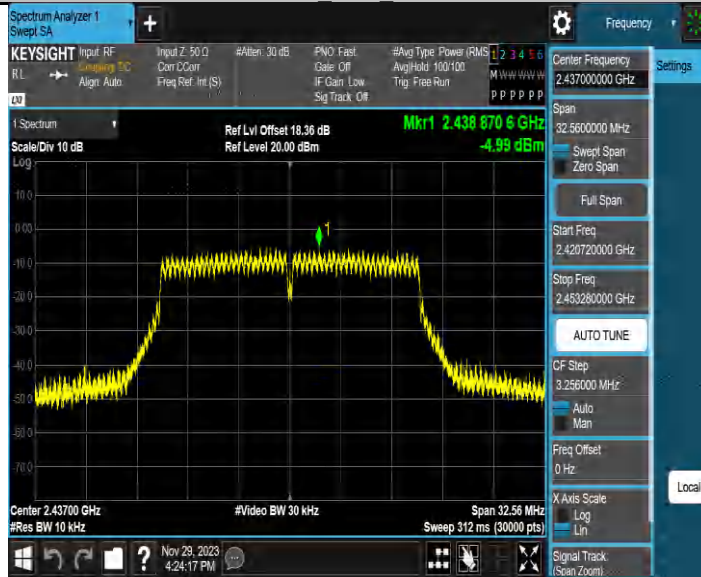 Spectrum Analyzer 1
Swept SA
+
Frequency
KEYSIGHT
RL
LXI
Input: RF
Coupling: DC
Align: Auto
Input Z: 50 Ω
Corr CCorr
Freq Ref: Int (S)
#Atten: 30 dB
PNO: Fast
Gate: Off
IF Gain: Low
Sig Track: Off
#Avg Type: Power (RMS
Avg|Hold: 100/100
Trig: Free Run
1 2 3 4 5 6
M W W W W W
P P P P P P
1 Spectrum
Scale/Div 10 dB
Log
Ref Lvl Offset 18.36 dB
Ref Level 20.00 dBm
Mkr1 2.438 870 6 GHz
-4.99 dBm
10.0
0.00
-10.0
-20.0
-30.0
-40.0
-50.0
-60.0
-70.0
1
Center 2.43700 GHz
#Res BW 10 kHz
#Video BW 30 kHz
Span 32.56 MHz
Sweep 312 ms (30000 pts)
Center Frequency
2.437000000 GHz
Settings
Span
32.5600000 MHz
Swept Span
Zero Span
Full Span
Start Freq
2.420720000 GHz
Stop Freq
2.453280000 GHz
AUTO TUNE
CF Step
3.256000 MHz
Auto
Man
Freq Offset
0 Hz
X Axis Scale
Log
Lin
Local
Signal Track
(Span Zoom)
?
Nov 29, 2023
4:24:17 PM